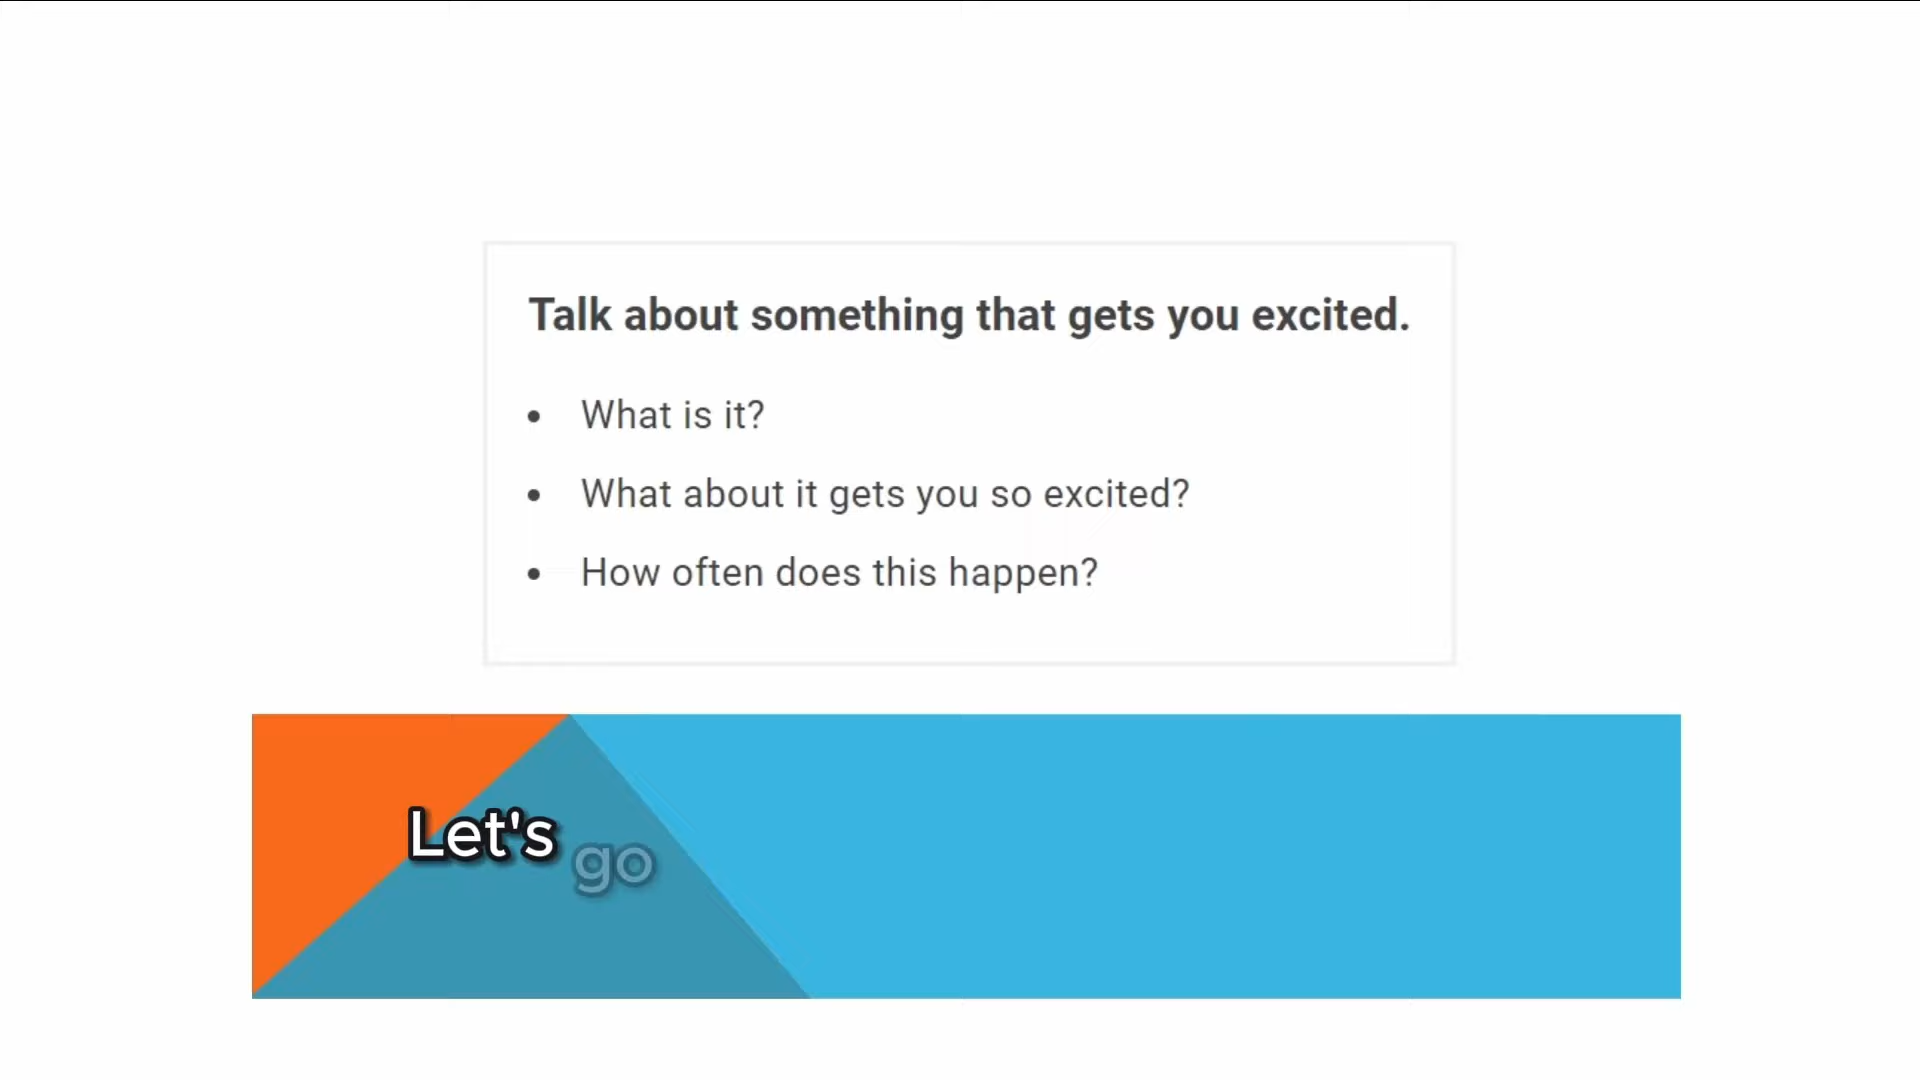 Talk about something that gets you excited.
• What is it?
• What about it gets you so excited?
• How often does this happen?
Let's go